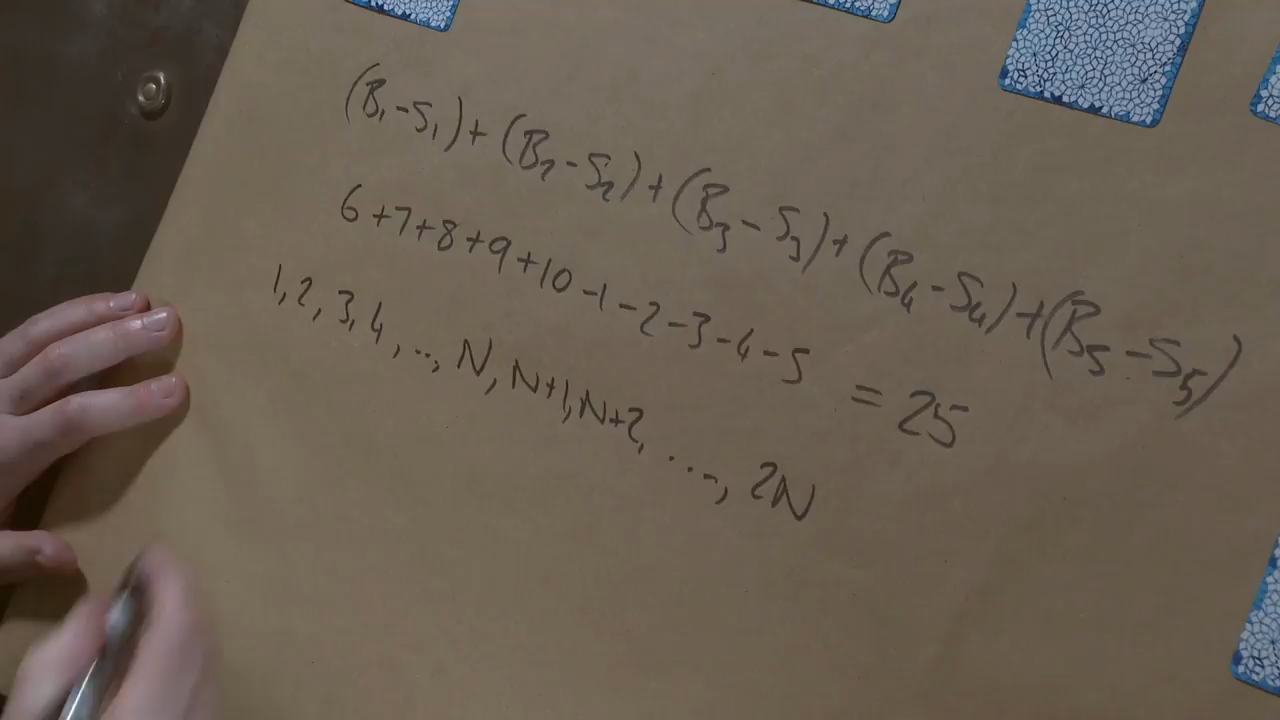 (B₁-S₁)+(B₂-S₂)+(B₃-S₃)+(B₄-S₄)+(B₅-S₅)
6+7+8+9+10-1-2-3-4-5 = 25
1,2,3,4,..,N,N+1,N+2,...,2N